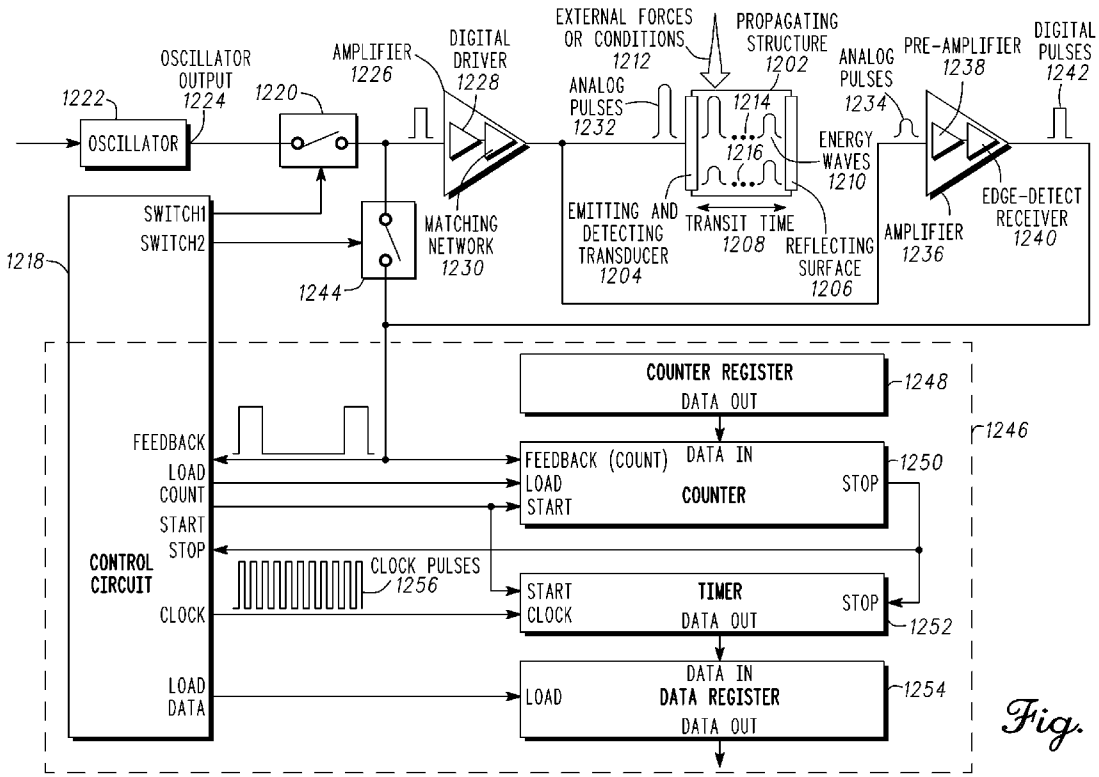 OSCILLATOR
OUTPUT
1224
1222
OSCILLATOR
1220
AMPLIFIER
1226
DIGITAL
DRIVER
1228
MATCHING
NETWORK
1230
EXTERNAL FORCES
OR CONDITIONS
1212
ANALOG
PULSES
1232
PROPAGATING
STRUCTURE
1202
1214
1216
ENERGY
WAVES
1210
EMITTING AND
DETECTING
TRANSDUCER
1204
TRANSIT TIME
1208
REFLECTING
SURFACE
1206
ANALOG
PULSES
1234
PRE-AMPLIFIER
1238
DIGITAL
PULSES
1242
EDGE-DETECT
RECEIVER
1240
AMPLIFIER
1236
1218
SWITCH1
SWITCH2
1244
1246
COUNTER REGISTER
DATA OUT
1248
FEEDBACK
LOAD
COUNT
START
STOP
CONTROL
CIRCUIT
CLOCK
LOAD
DATA
DATA IN
FEEDBACK (COUNT)
LOAD
START
COUNTER
STOP
1250
CLOCK PULSES
1256
START
CLOCK
TIMER
DATA OUT
STOP
1252
DATA IN
LOAD
DATA REGISTER
DATA OUT
1254
Fig.